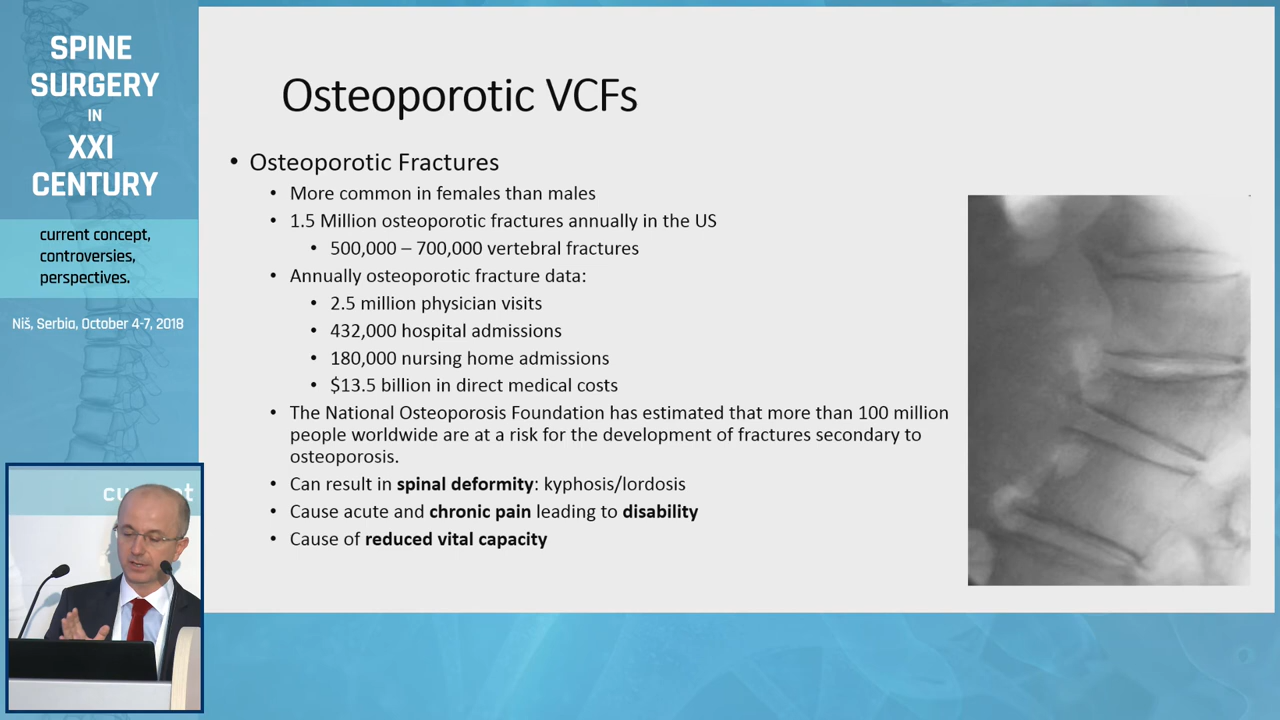 SPINE
SURGERY
IN
XXI
CENTURY
current concept,
controversies,
perspectives.
Niš, Serbia, October 4-7, 2018
Osteoporotic VCFs
• Osteoporotic Fractures
• More common in females than males
• 1.5 Million osteoporotic fractures annually in the US
• 500,000 – 700,000 vertebral fractures
• Annually osteoporotic fracture data:
• 2.5 million physician visits
• 432,000 hospital admissions
• 180,000 nursing home admissions
• $13.5 billion in direct medical costs
• The National Osteoporosis Foundation has estimated that more than 100 million
people worldwide are at a risk for the development of fractures secondary to
osteoporosis.
• Can result in spinal deformity: kyphosis/lordosis
• Cause acute and chronic pain leading to disability
• Cause of reduced vital capacity